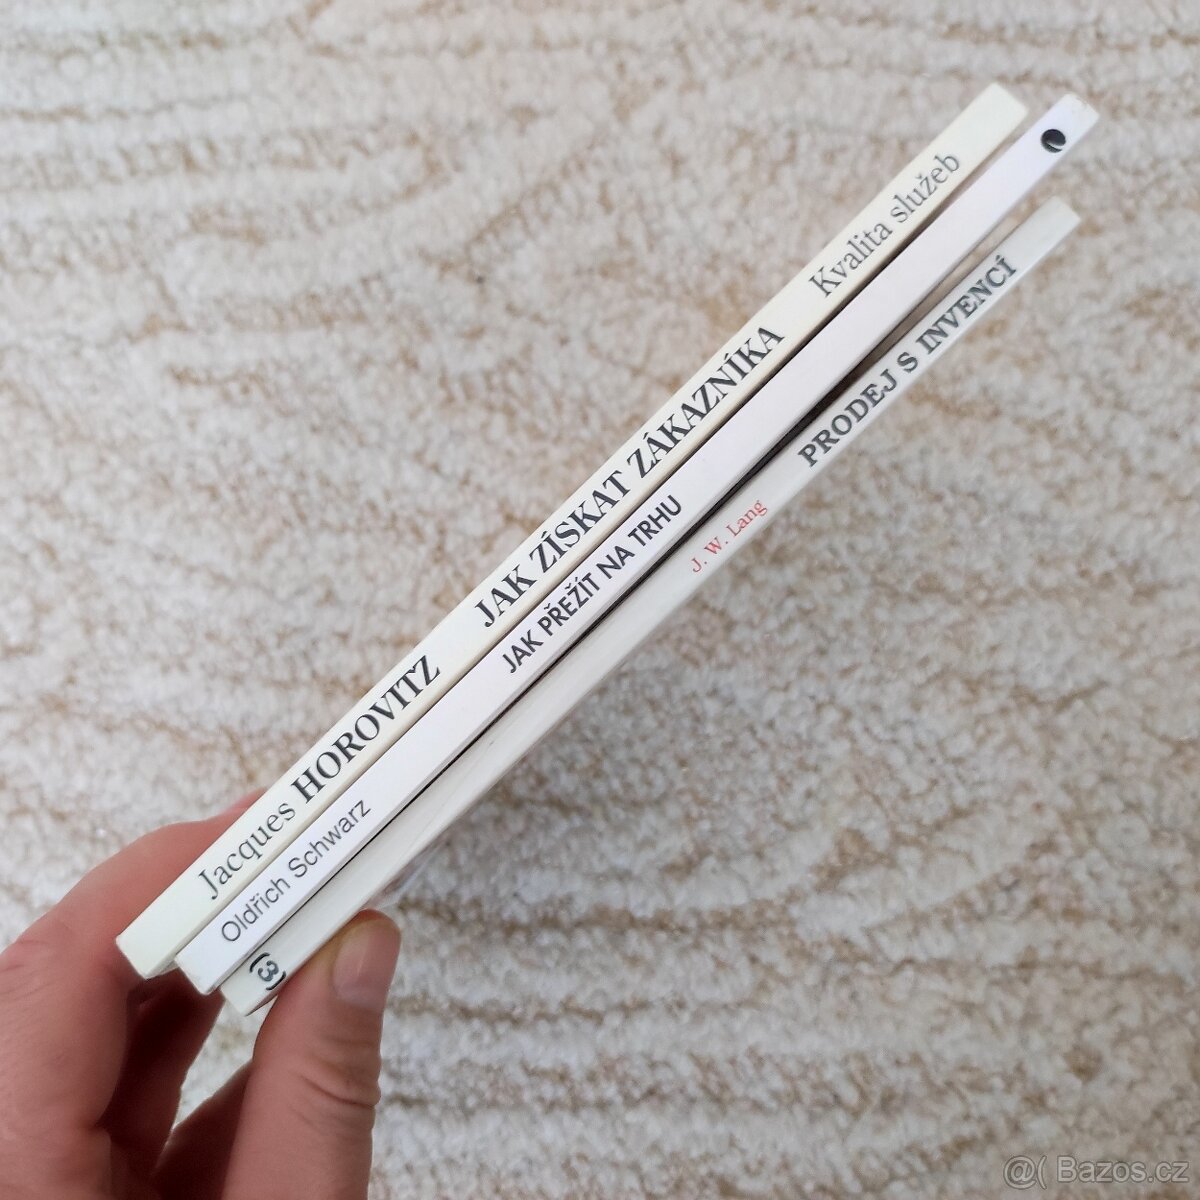 Jacques HOROVITZ JAK ZÍSKAT ZÁKAZNÍKA Kvalita služeb
Oldřich Schwarz JAK PŘEŽÍT NA TRHU
J. W. Lang PRODEJ S INVENCÍ
@( Bazos.cz